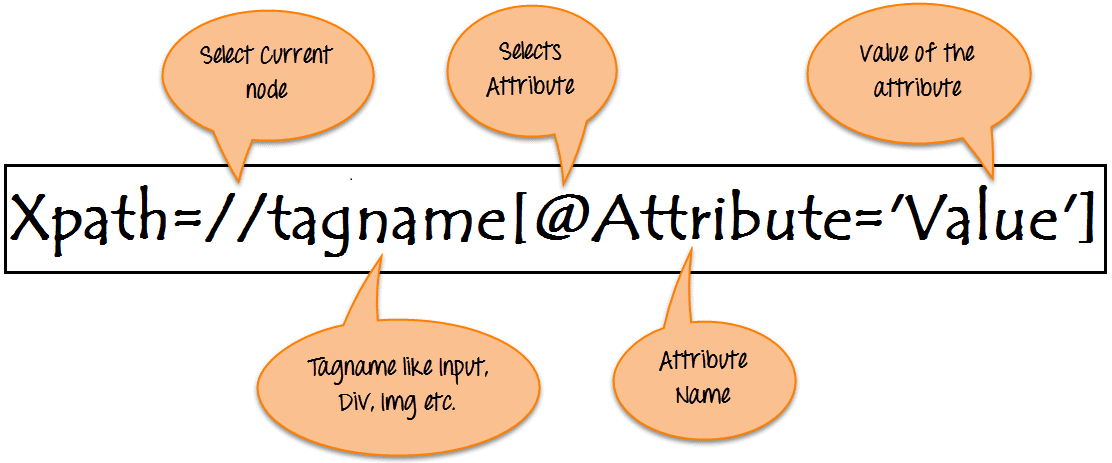 Select Current
node
Selects
Attribute
Value of the
attribute
Xpath=//tagname[@Attribute='Value']
Tagname like Input,
Div, Img etc.
Attribute
Name